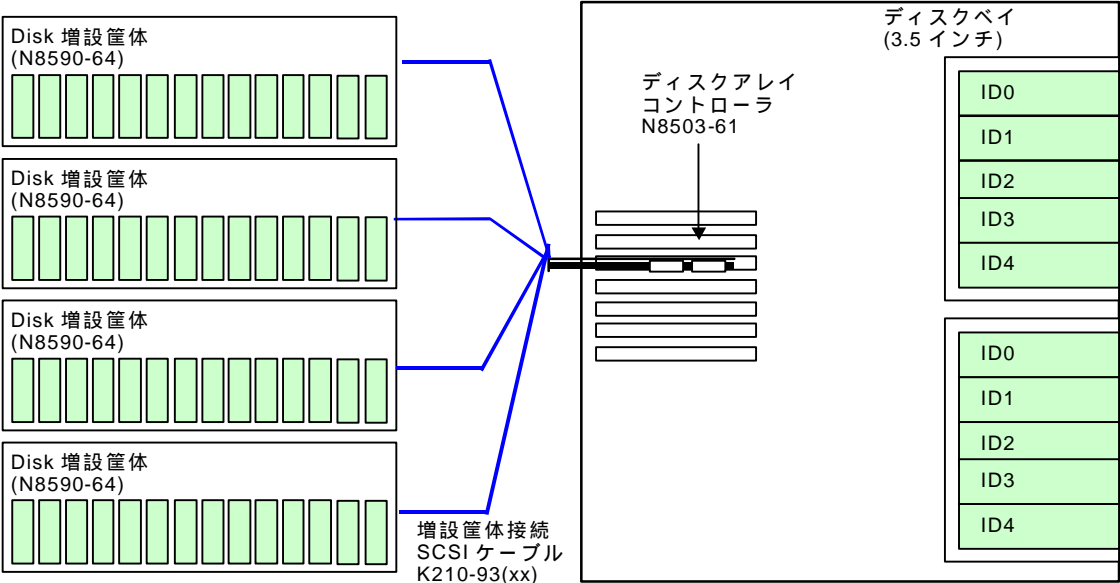 Disk 増設筐体
(N8590-64)
Disk 増設筐体
(N8590-64)
Disk 増設筐体
(N8590-64)
Disk 増設筐体
(N8590-64)
増設筐体接続
SCSI ケーブル
K210-93(xx)
ディスクアレイ
コントローラ
N8503-61
ディスクベイ
(3.5 インチ)
ID0
ID1
ID2
ID3
ID4
ID0
ID1
ID2
ID3
ID4